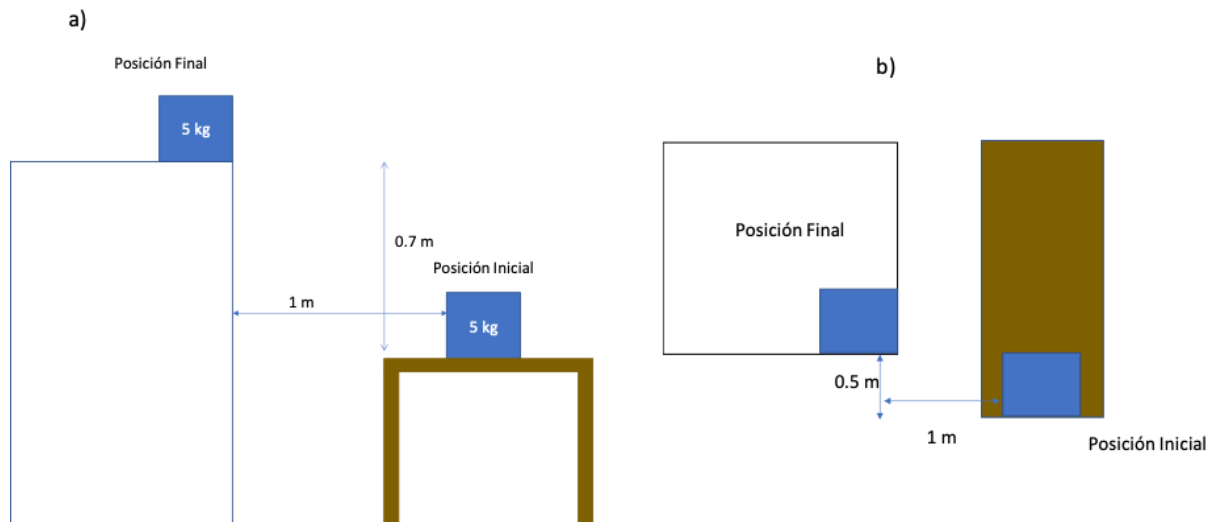 a)
Posición Final
5 kg
0.7 m
Posición Inicial
1 m
5 kg
b)
Posición Final
0.5 m
1 m
Posición Inicial